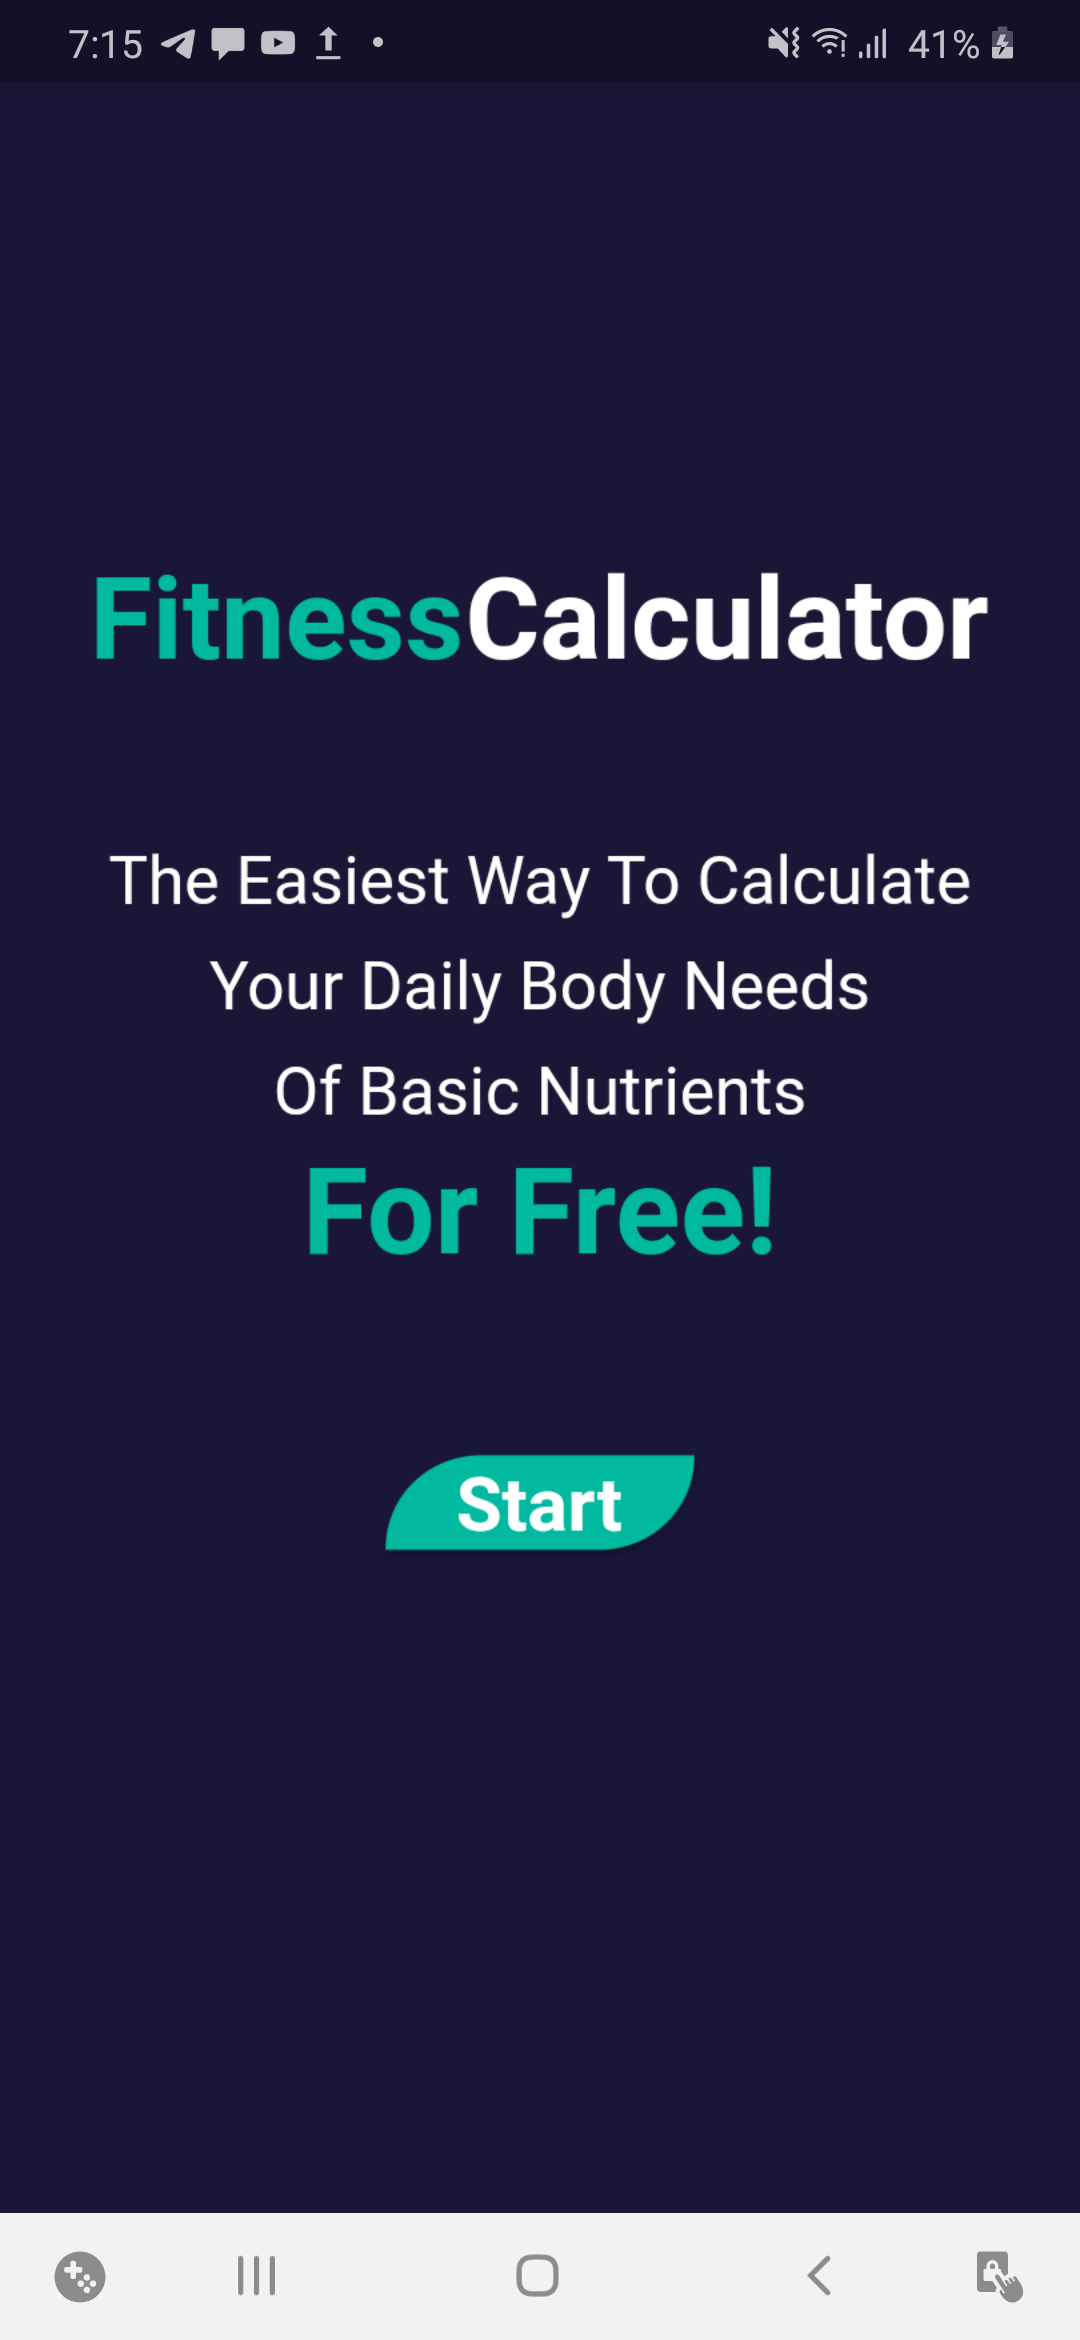 7:15 41%
FitnessCalculator
The Easiest Way To Calculate
Your Daily Body Needs
Of Basic Nutrients
For Free!
Start